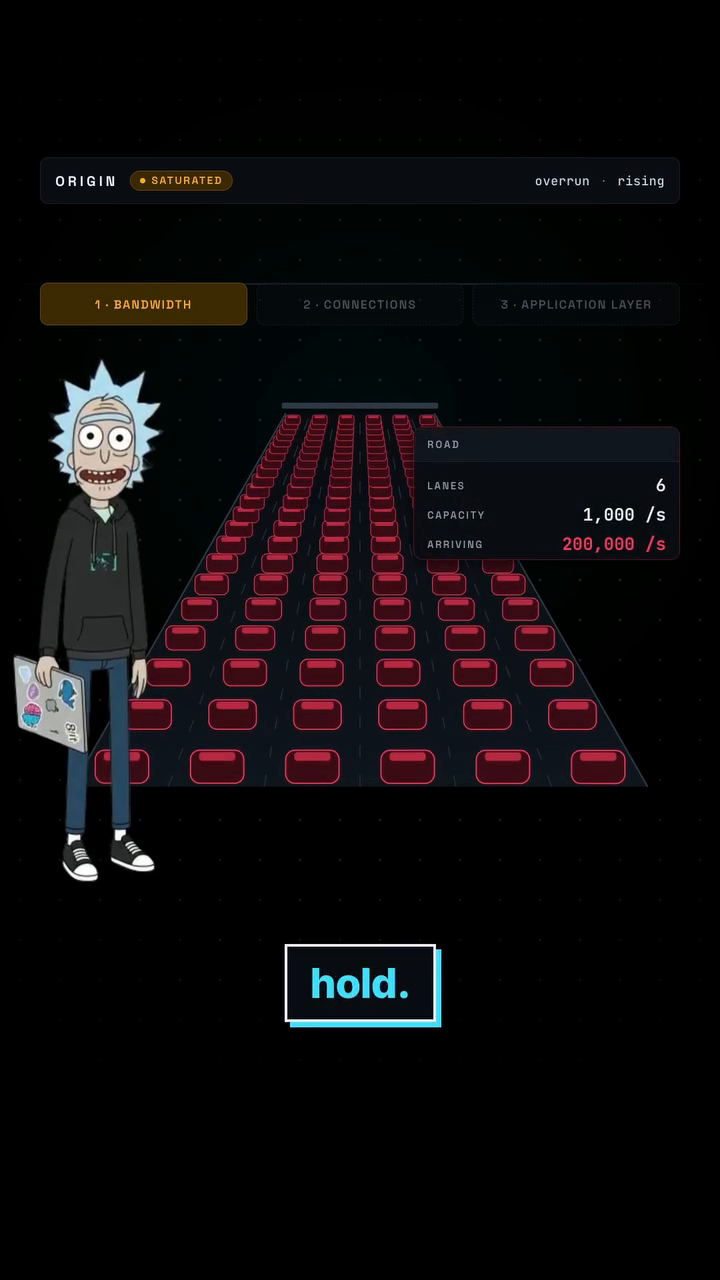 ORIGIN
SATURATED
overrun · rising
1 · BANDWIDTH
2 · CONNECTIONS
3 · APPLICATION LAYER
ROAD
LANES 6
CAPACITY 1,000 /s
ARRIVING 200,000 /s
hold.